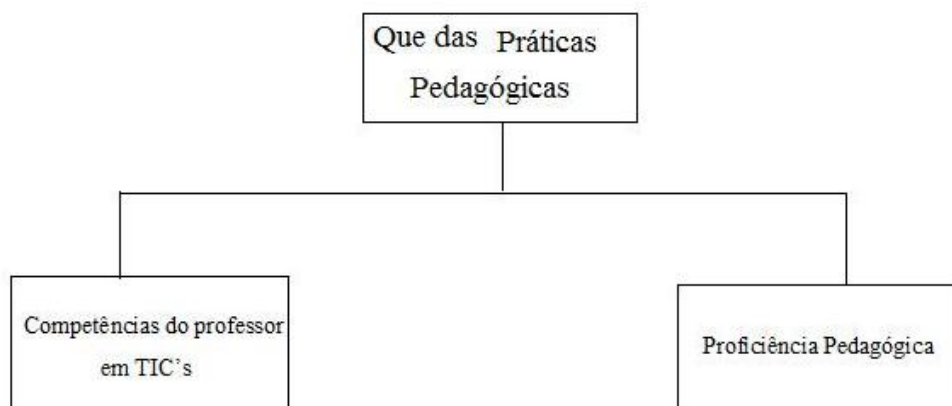 Que das Práticas
Pedagógicas
Competências do professor
em TIC's
Proficiência Pedagógica